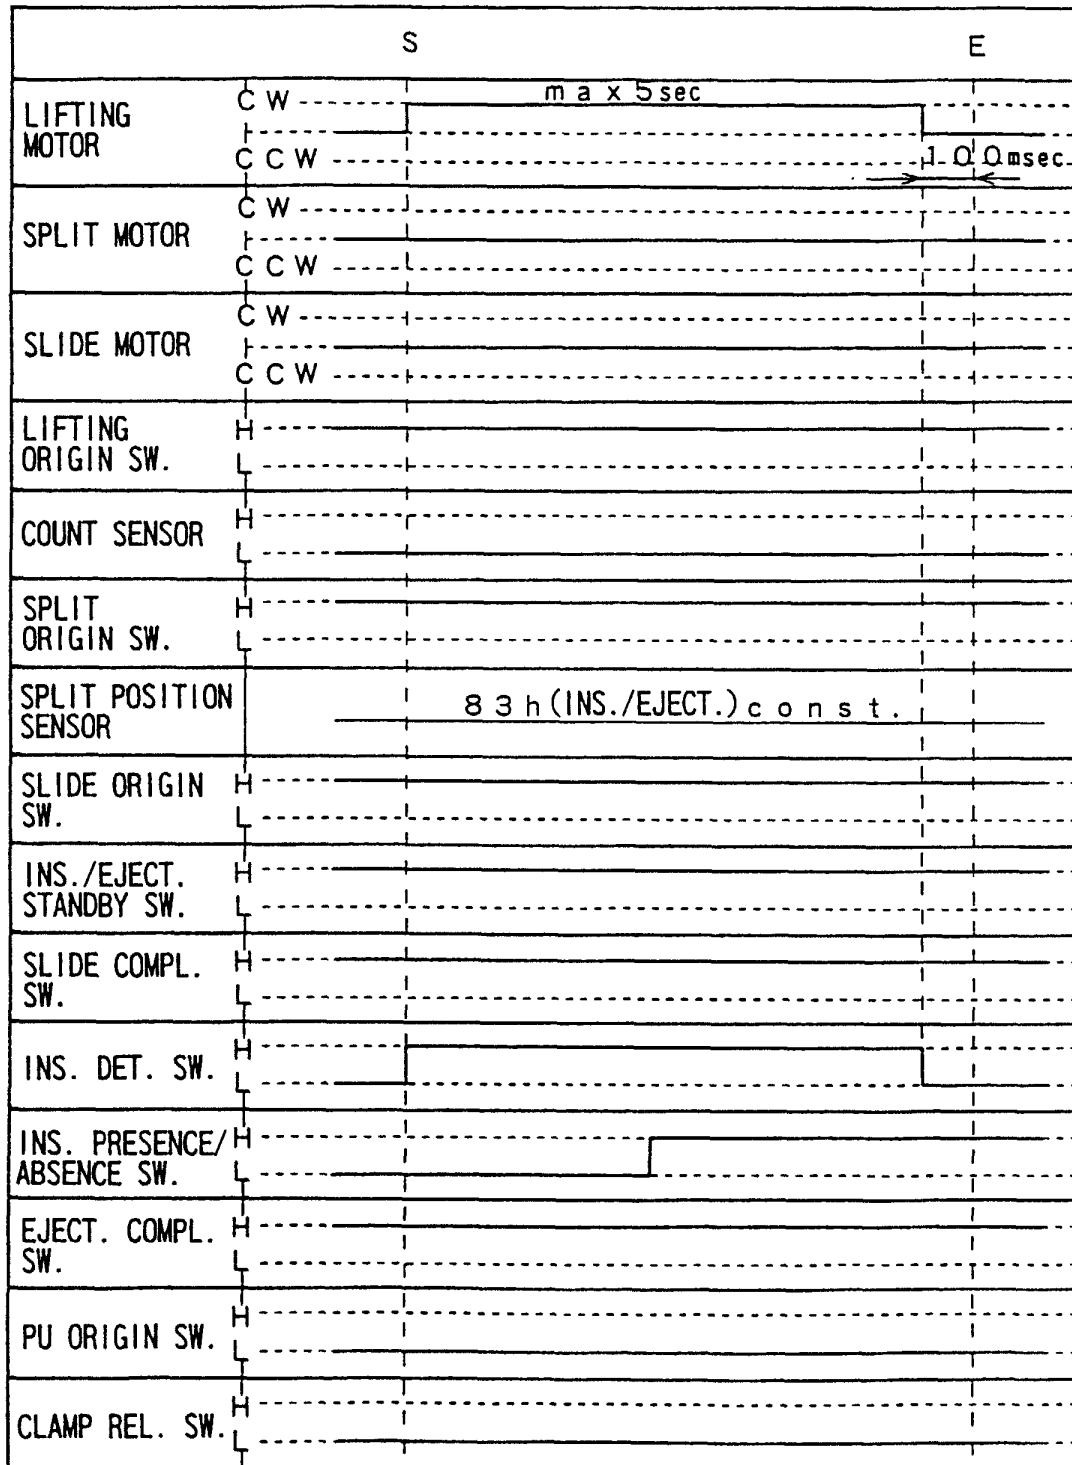 S E
LIFTING
MOTOR
CW
CCW
max 5sec
100msec
SPLIT MOTOR
CW
CCW
SLIDE MOTOR
CW
CCW
LIFTING
ORIGIN SW.
H
L
COUNT SENSOR
H
L
SPLIT
ORIGIN SW.
H
L
SPLIT POSITION
SENSOR
83h(INS./EJECT.)const.
SLIDE ORIGIN
SW.
H
L
INS./EJECT.
STANDBY SW.
H
L
SLIDE COMPL.
SW.
H
L
INS. DET. SW.
H
L
INS. PRESENCE/
ABSENCE SW.
H
L
EJECT. COMPL.
SW.
H
L
PU ORIGIN SW.
H
L
CLAMP REL. SW.
H
L